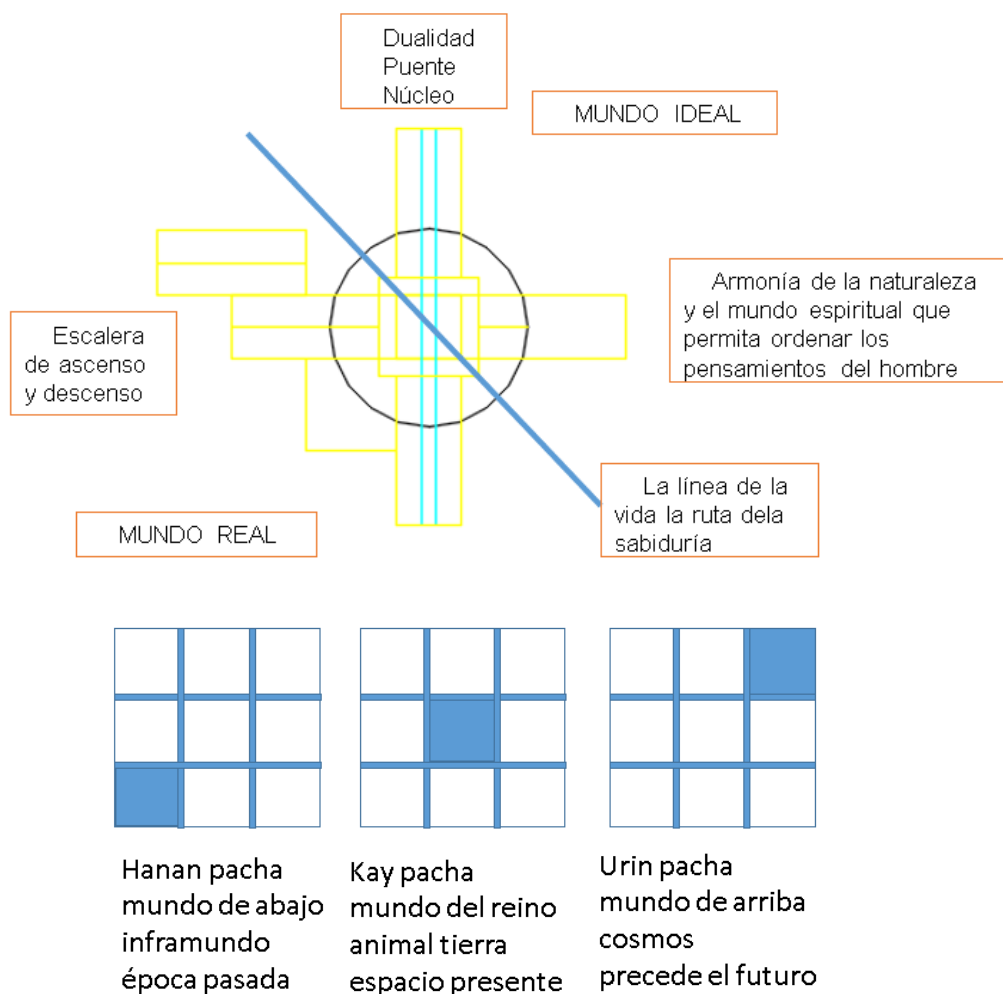 Dualidad
Puente
Núcleo
MUNDO IDEAL
Armonía de la naturaleza
y el mundo espiritual que
permita ordenar los
pensamientos del hombre
Escalera
de ascenso
y descenso
La línea de la
vida la ruta dela
sabiduría
MUNDO REAL
Hanan pacha
mundo de abajo
inframundo
época pasada
Kay pacha
mundo del reino
animal tierra
espacio presente
Urin pacha
mundo de arriba
cosmos
precede el futuro